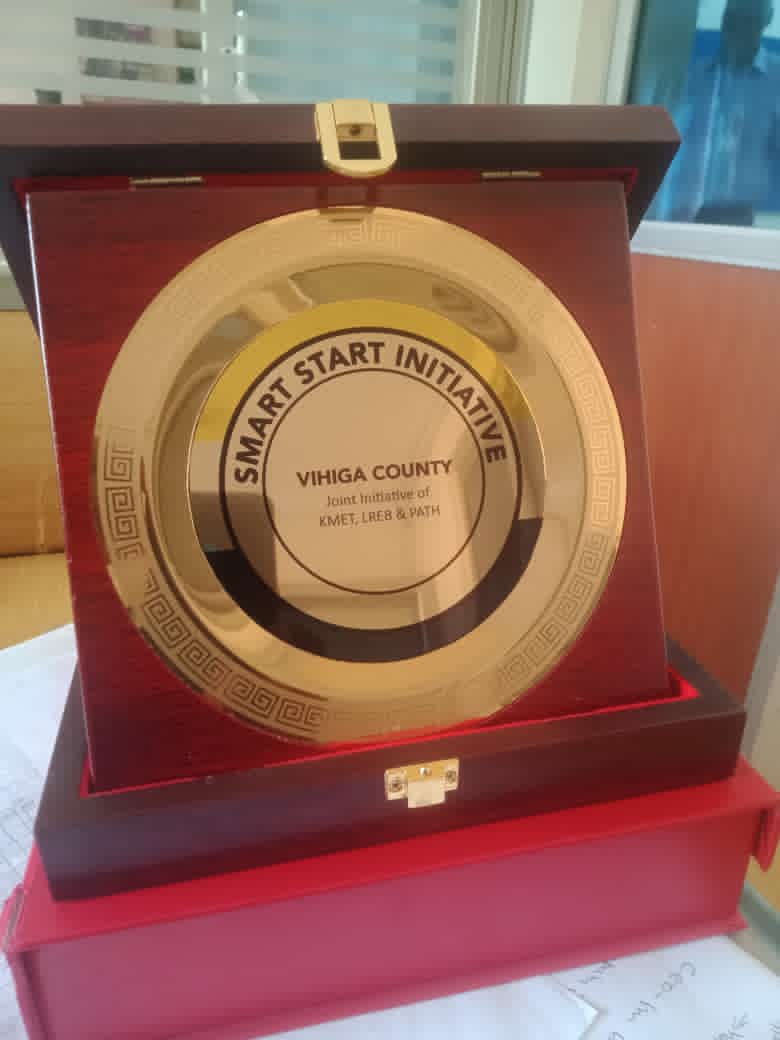 SMART START INITIATIVE
VIHIGA COUNTY
Joint Initiative of
KMET, LREB & PATH